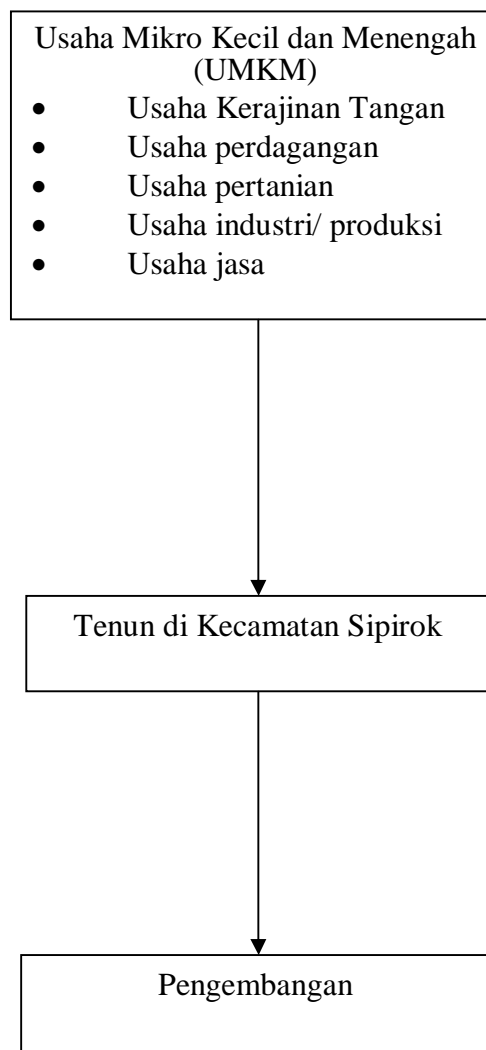 Usaha Mikro Kecil dan Menengah
(UMKM)
• Usaha Kerajinan Tangan
• Usaha perdagangan
• Usaha pertanian
• Usaha industri/ produksi
• Usaha jasa
Tenun di Kecamatan Sipirok
Pengembangan